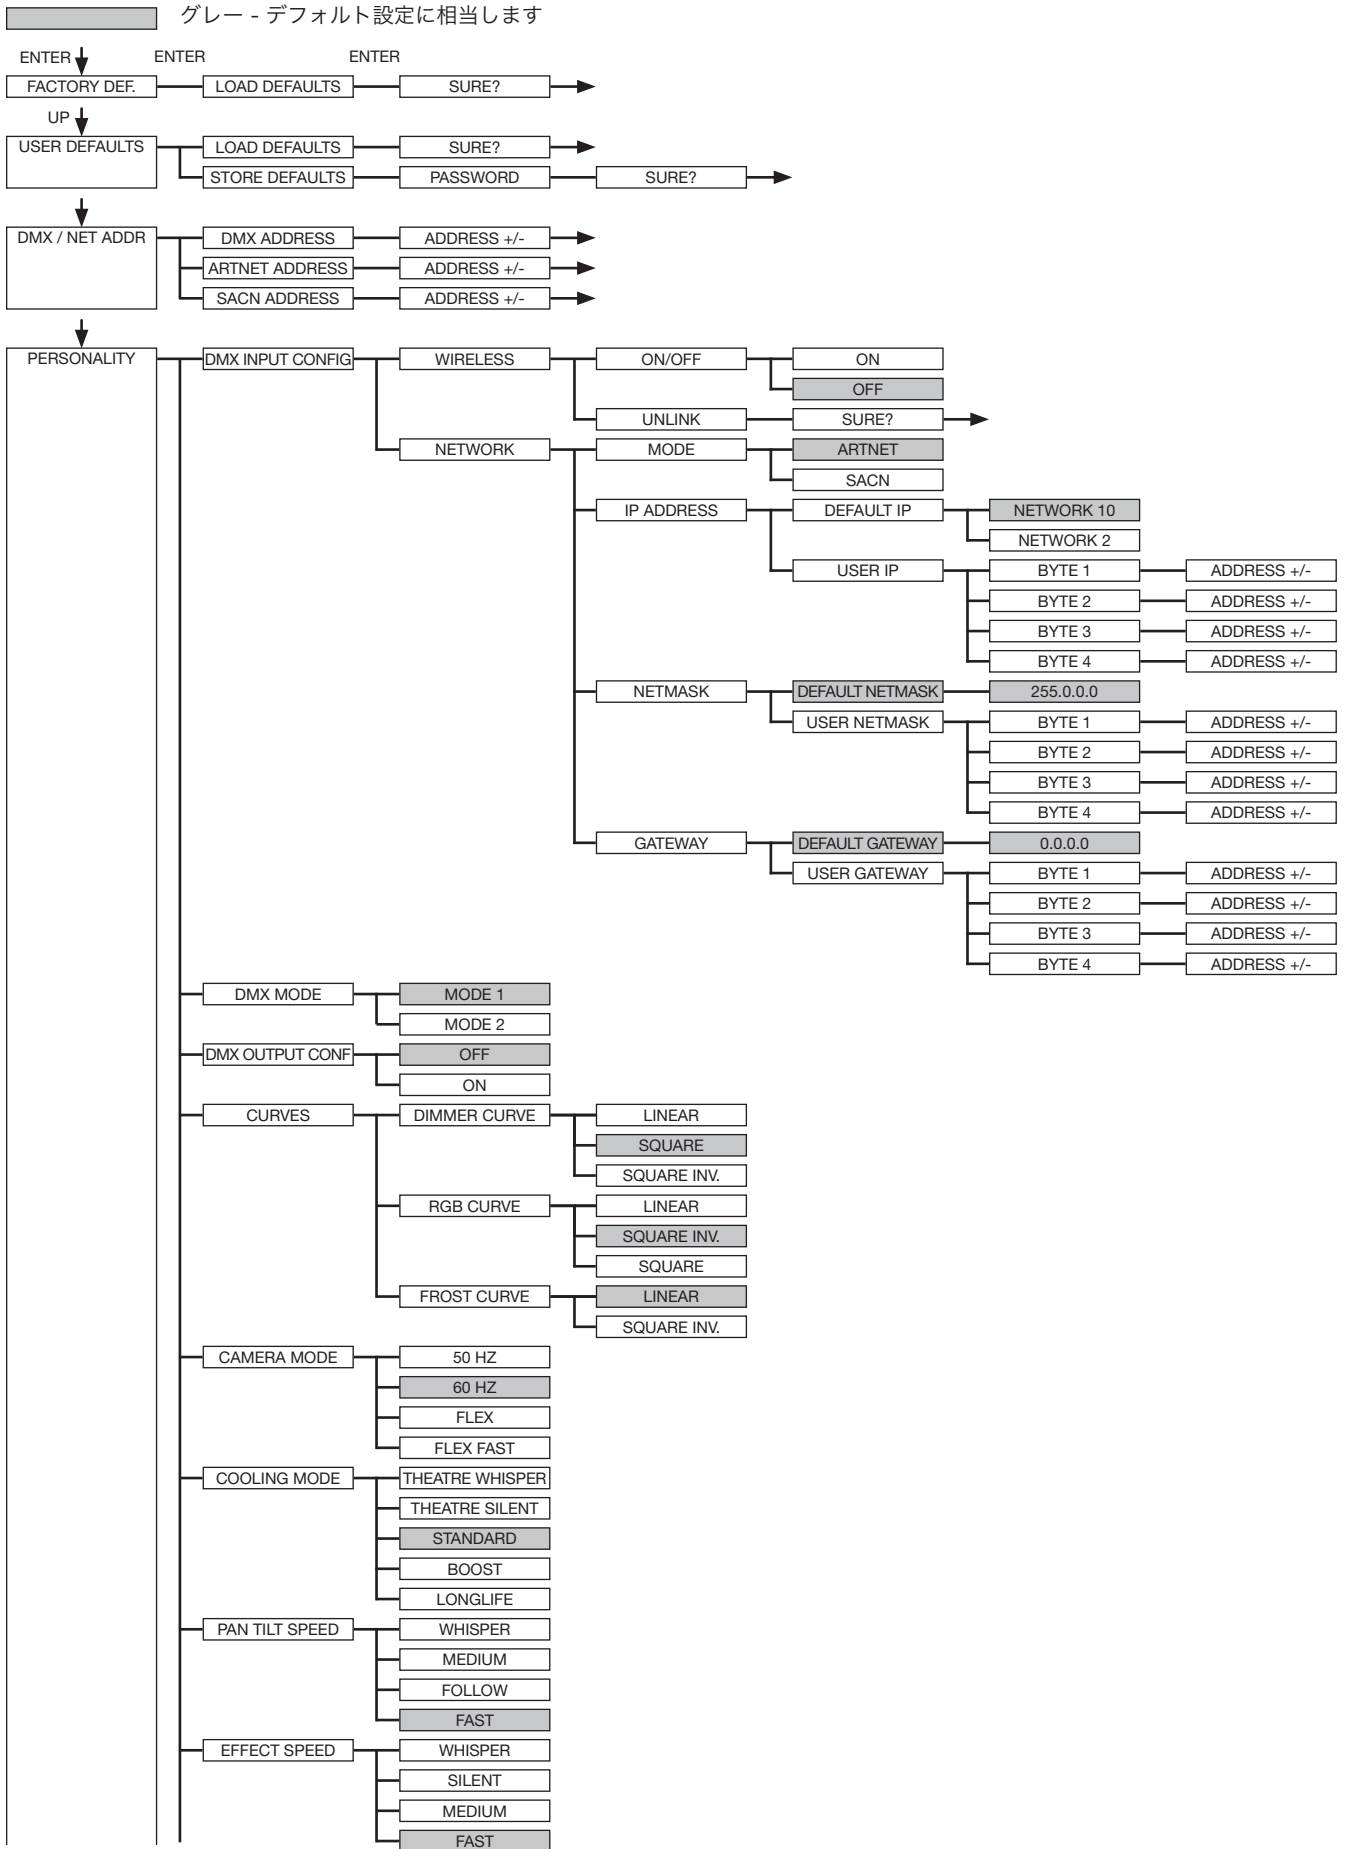 グレー - デフォルト設定に相当します
ENTER ENTER ENTER
FACTORY DEF. LOAD DEFAULTS SURE?
UP
USER DEFAULTS LOAD DEFAULTS SURE?
STORE DEFAULTS PASSWORD SURE?
DMX / NET ADDR DMX ADDRESS ADDRESS +/-
ARTNET ADDRESS ADDRESS +/-
SACN ADDRESS ADDRESS +/-
PERSONALITY DMX INPUT CONFIG WIRELESS ON/OFF ON
OFF
UNLINK SURE?
NETWORK MODE ARTNET
SACN
IP ADDRESS DEFAULT IP NETWORK 10
NETWORK 2
USER IP BYTE 1 ADDRESS +/-
BYTE 2 ADDRESS +/-
BYTE 3 ADDRESS +/-
BYTE 4 ADDRESS +/-
NETMASK DEFAULT NETMASK 255.0.0.0
USER NETMASK BYTE 1 ADDRESS +/-
BYTE 2 ADDRESS +/-
BYTE 3 ADDRESS +/-
BYTE 4 ADDRESS +/-
GATEWAY DEFAULT GATEWAY 0.0.0.0
USER GATEWAY BYTE 1 ADDRESS +/-
BYTE 2 ADDRESS +/-
BYTE 3 ADDRESS +/-
BYTE 4 ADDRESS +/-
DMX MODE MODE 1
MODE 2
DMX OUTPUT CONF OFF
ON
CURVES DIMMER CURVE LINEAR
SQUARE
SQUARE INV.
RGB CURVE LINEAR
SQUARE INV.
SQUARE
FROST CURVE LINEAR
SQUARE INV.
CAMERA MODE 50 HZ
60 HZ
FLEX
FLEX FAST
COOLING MODE THEATRE WHISPER
THEATRE SILENT
STANDARD
BOOST
LONGLIFE
PAN TILT SPEED WHISPER
MEDIUM
FOLLOW
FAST
EFFECT SPEED WHISPER
SILENT
MEDIUM
FAST